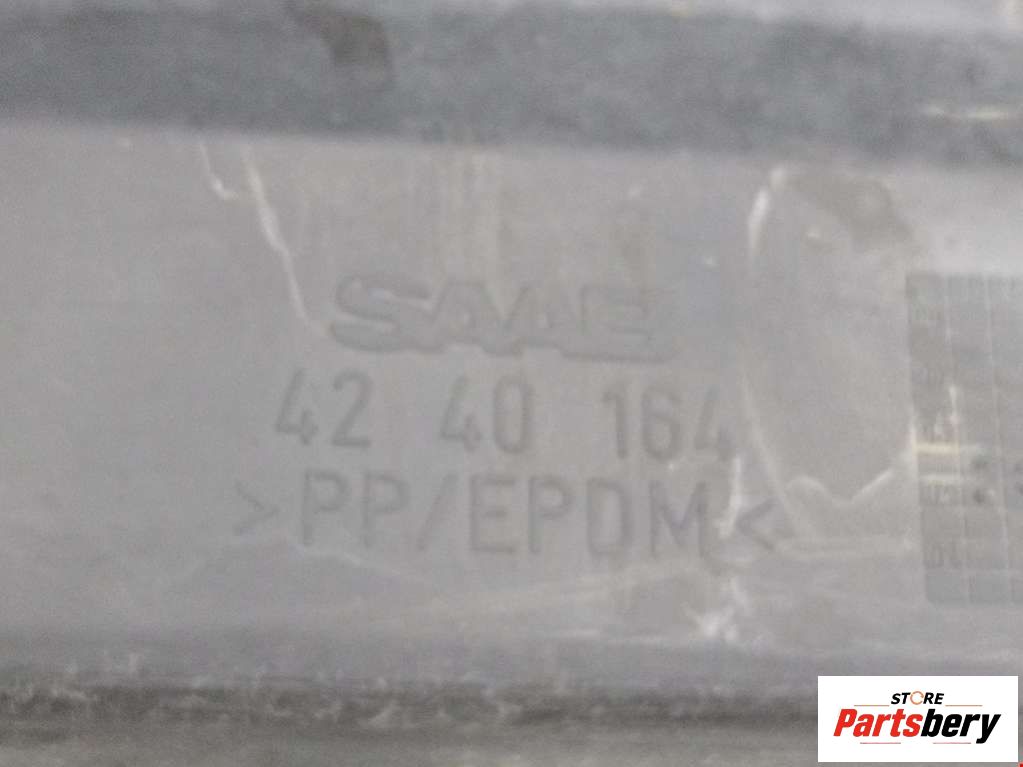 SAAB
42 40 164
>PP/EPDM<
STORE
Partsbery